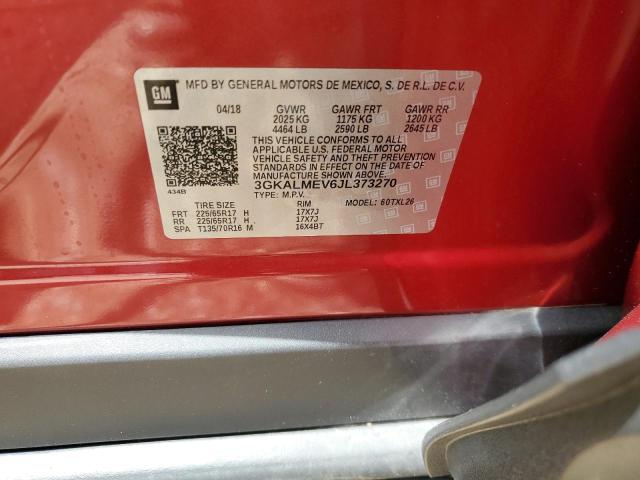 GM
MFD BY GENERAL MOTORS DE MEXICO, S. DE R.L. DE C.V.
04/18 GVWR GAWR FRT GAWR RR
2025 KG 1175 KG 1200 KG
4464 LB 2590 LB 2645 LB
THIS VEHICLE CONFORMS TO ALL
APPLICABLE U.S. FEDERAL MOTOR
VEHICLE SAFETY AND THEFT
PREVENTION STANDARDS IN
EFFECT ON THE DATE OF
MANUFACTURE SHOWN ABOVE.
3GKALMEV6JL373270
TYPE: M.P.V. MODEL: 60TXL26
434B
TIRE SIZE RIM
FRT 225/65R17 H 17X7J
RR 225/65R17 H 17X7J
SPA T135/70R16 M 16X4BT